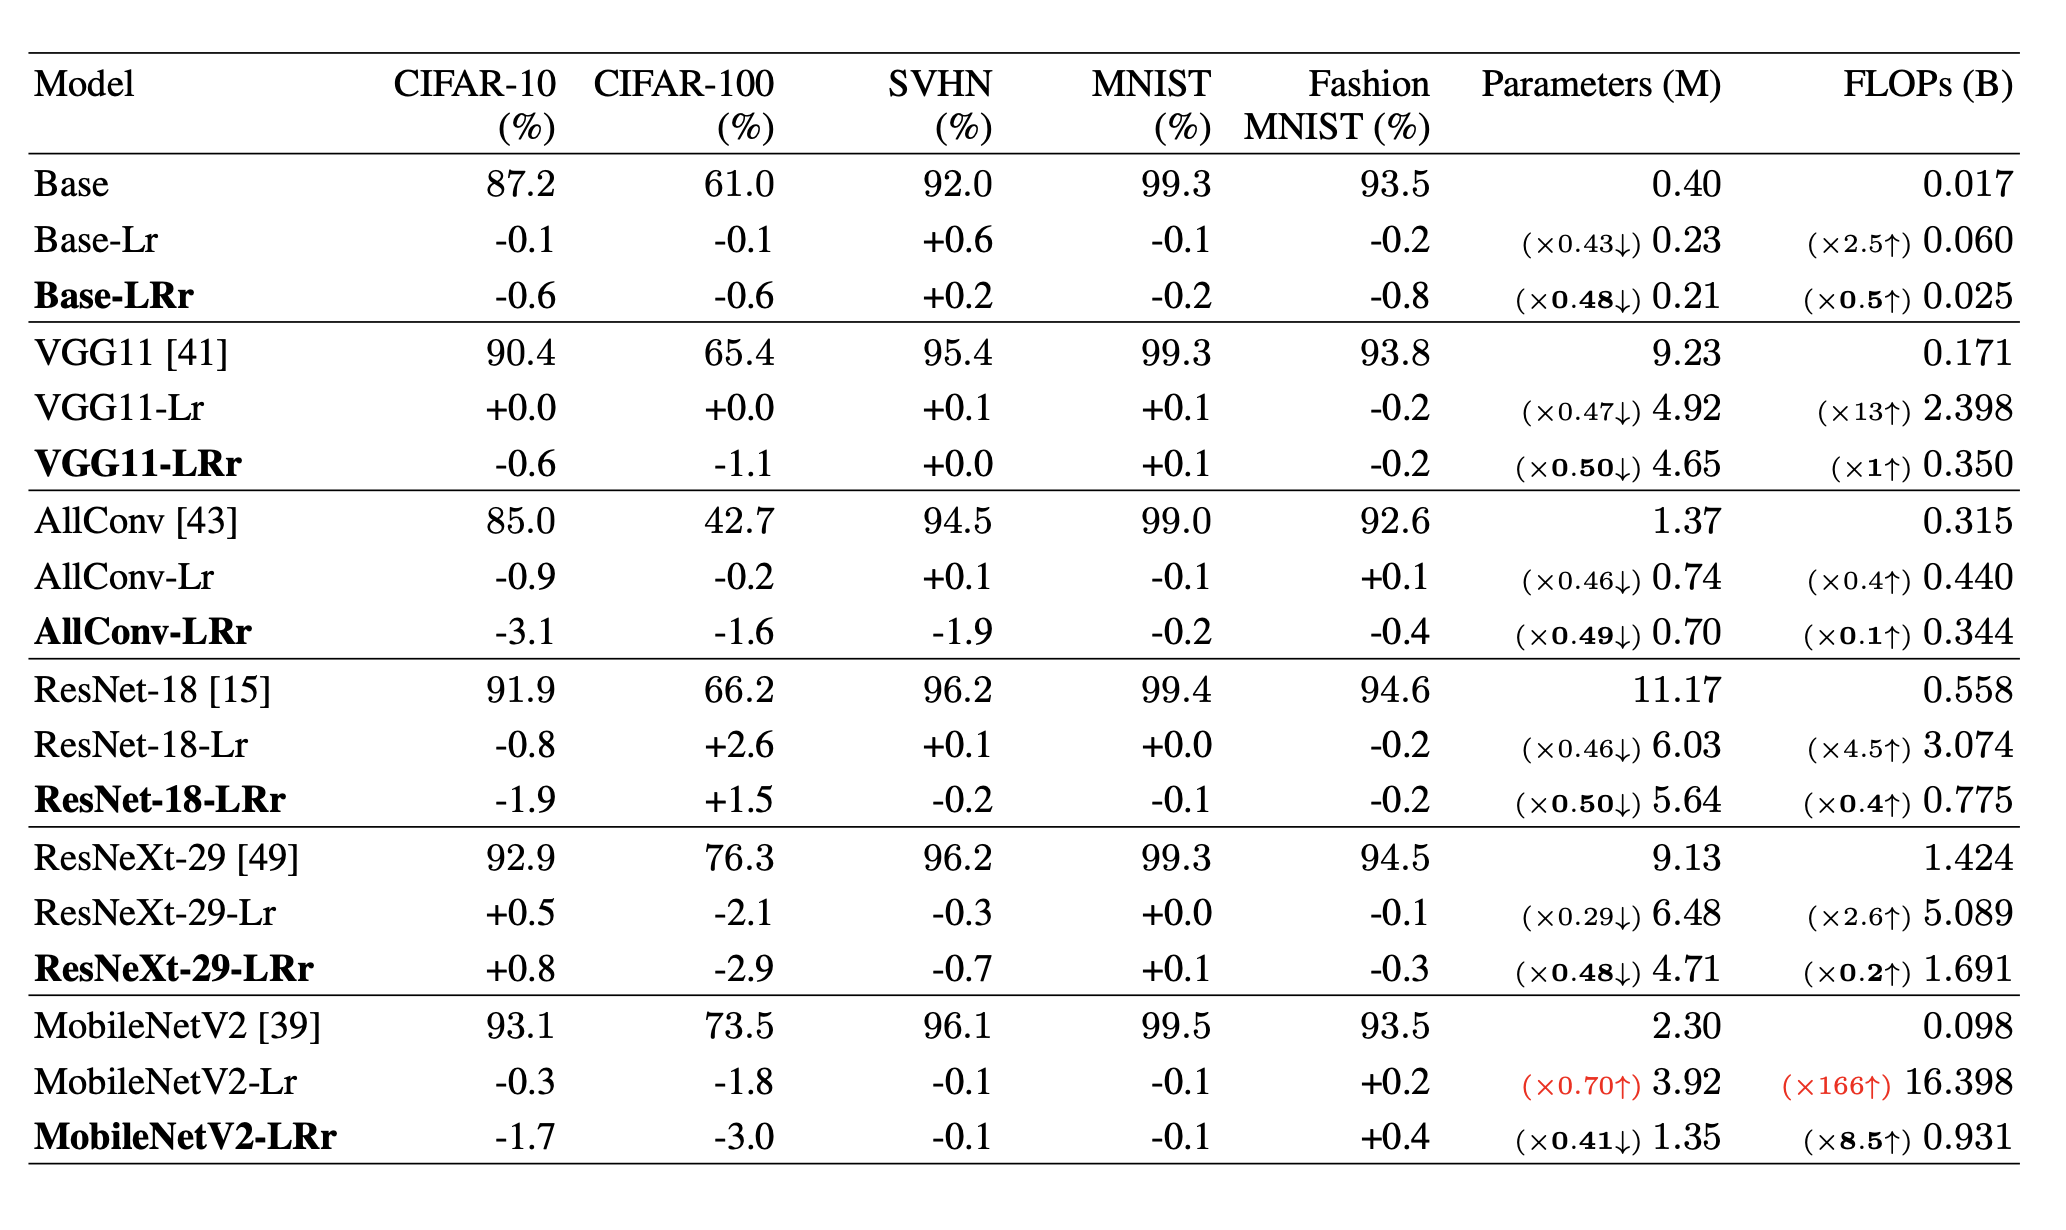 Model CIFAR-10 CIFAR-100 SVHN MNIST Fashion Parameters (M) FLOPs (B)
(%) (%) (%) (%) MNIST (%)
Base 87.2 61.0 92.0 99.3 93.5 0.40 0.017
Base-Lr -0.1 -0.1 +0.6 -0.1 -0.2 (×0.43↓) 0.23 (×2.5↑) 0.060
Base-LRr -0.6 -0.6 +0.2 -0.2 -0.8 (×0.48↓) 0.21 (×0.5↑) 0.025
VGG11 [41] 90.4 65.4 95.4 99.3 93.8 9.23 0.171
VGG11-Lr +0.0 +0.0 +0.1 +0.1 -0.2 (×0.47↓) 4.92 (×13↑) 2.398
VGG11-LRr -0.6 -1.1 +0.0 +0.1 -0.2 (×0.50↓) 4.65 (×1↑) 0.350
AllConv [43] 85.0 42.7 94.5 99.0 92.6 1.37 0.315
AllConv-Lr -0.9 -0.2 +0.1 -0.1 +0.1 (×0.46↓) 0.74 (×0.4↑) 0.440
AllConv-LRr -3.1 -1.6 -1.9 -0.2 -0.4 (×0.49↓) 0.70 (×0.1↑) 0.344
ResNet-18 [15] 91.9 66.2 96.2 99.4 94.6 11.17 0.558
ResNet-18-Lr -0.8 +2.6 +0.1 +0.0 -0.2 (×0.46↓) 6.03 (×4.5↑) 3.074
ResNet-18-LRr -1.9 +1.5 -0.2 -0.1 -0.2 (×0.50↓) 5.64 (×0.4↑) 0.775
ResNeXt-29 [49] 92.9 76.3 96.2 99.3 94.5 9.13 1.424
ResNeXt-29-Lr +0.5 -2.1 -0.3 +0.0 -0.1 (×0.29↓) 6.48 (×2.6↑) 5.089
ResNeXt-29-LRr +0.8 -2.9 -0.7 +0.1 -0.3 (×0.48↓) 4.71 (×0.2↑) 1.691
MobileNetV2 [39] 93.1 73.5 96.1 99.5 93.5 2.30 0.098
MobileNetV2-Lr -0.3 -1.8 -0.1 -0.1 +0.2 (×0.70↑) 3.92 (×166↑) 16.398
MobileNetV2-LRr -1.7 -3.0 -0.1 -0.1 +0.4 (×0.41↓) 1.35 (×8.5↑) 0.931